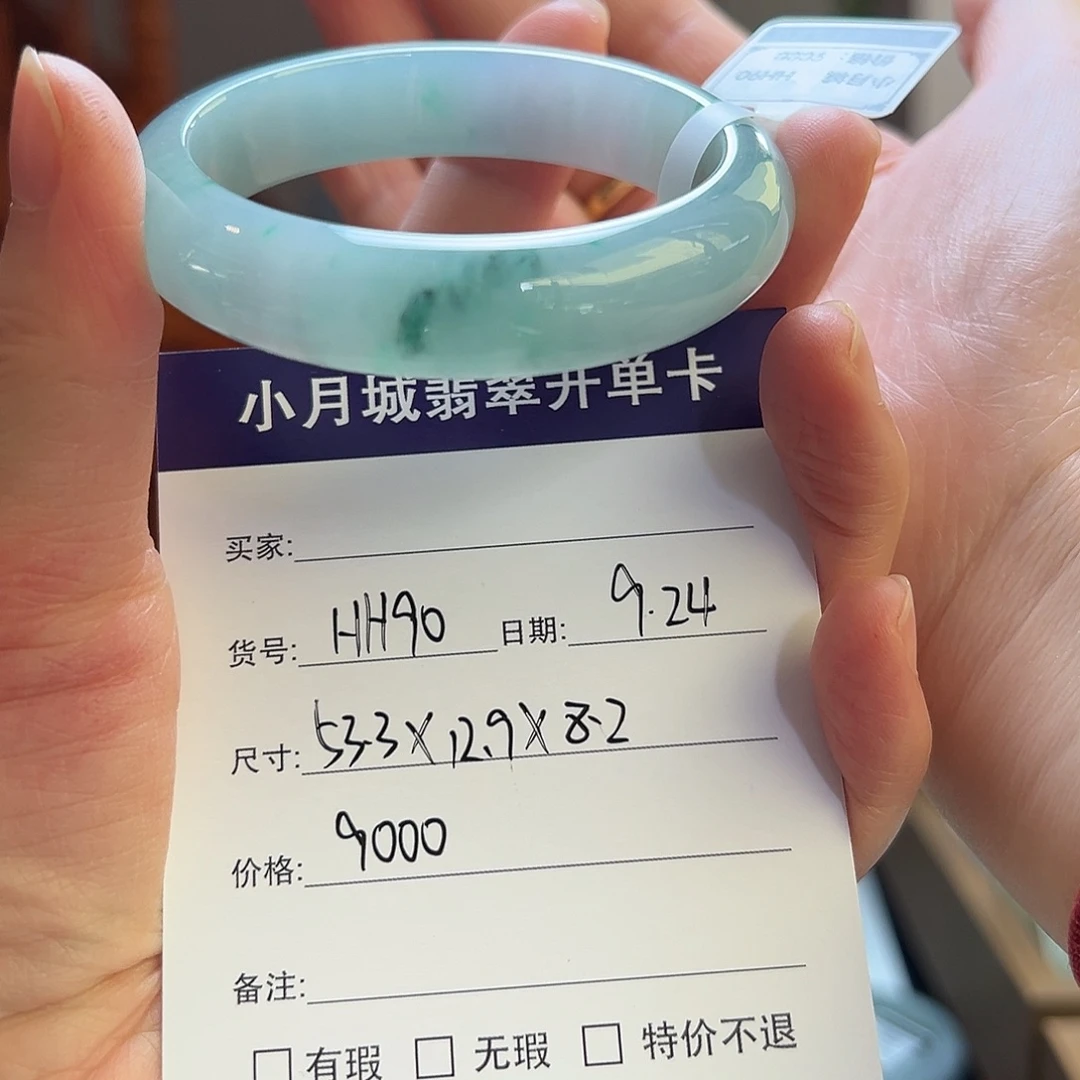 小月城翡翠开单卡
买家:
货号: HH90 日期: 9.24
尺寸: 53.3X12.9X8.2
价格: 9000
备注:
□有瑕 □无瑕 □特价不退